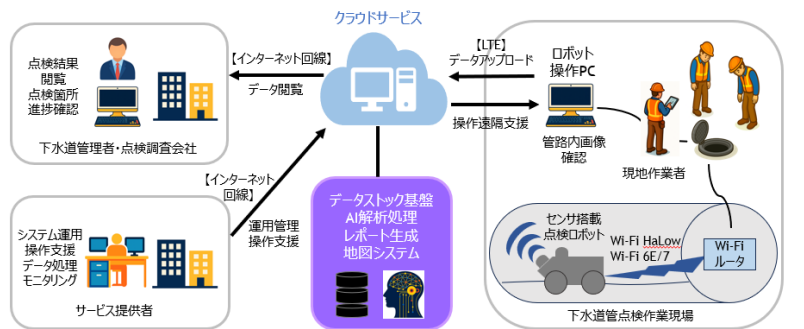 クラウドサービス
点検結果
閲覧
点検箇所
進捗確認
下水道管理者・点検調査会社
【インターネット回線】
データ閲覧
【LTE】
データアップロード
操作遠隔支援
ロボット
操作PC
管路内画像
確認
現地作業者
システム運用
操作支援
データ処理
モニタリング
サービス提供者
【インターネット
回線】
運用管理
操作支援
データストック基盤
AI解析処理
レポート生成
地図システム
センサ搭載
点検ロボット
Wi-Fi HaLow
Wi-Fi 6E/7
Wi-Fi
ルータ
下水道管点検作業現場